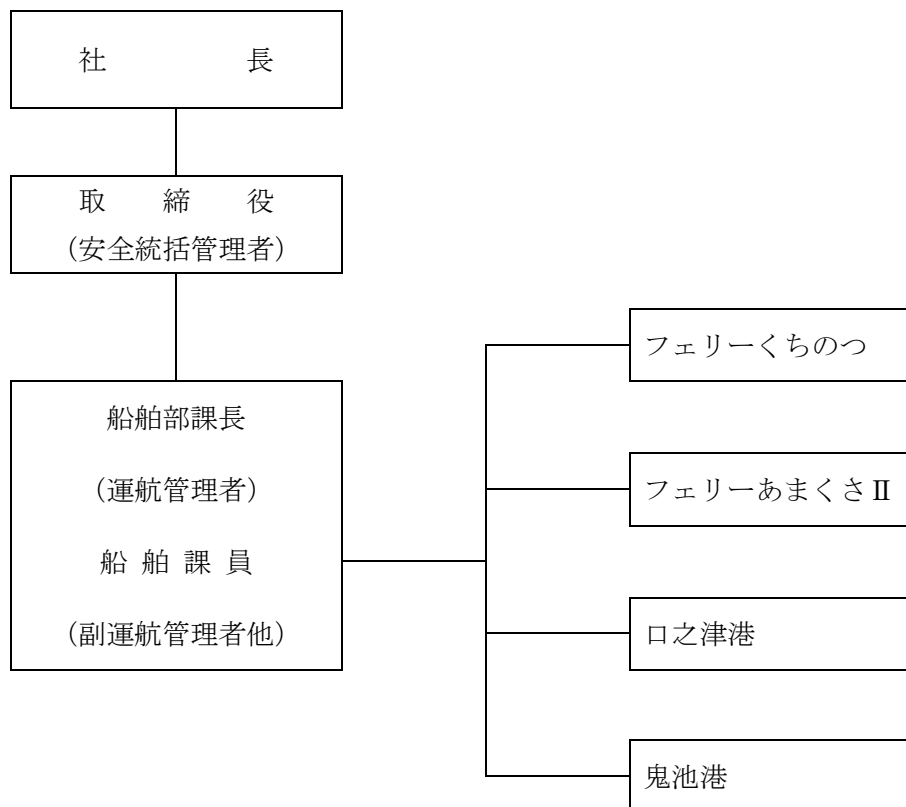 社長
取締役
(安全統括管理者)
船舶部課長
(運航管理者)
船舶課員
(副運航管理者他)
フェリーくちのつ
フェリーあまくさⅡ
口之津港
鬼池港